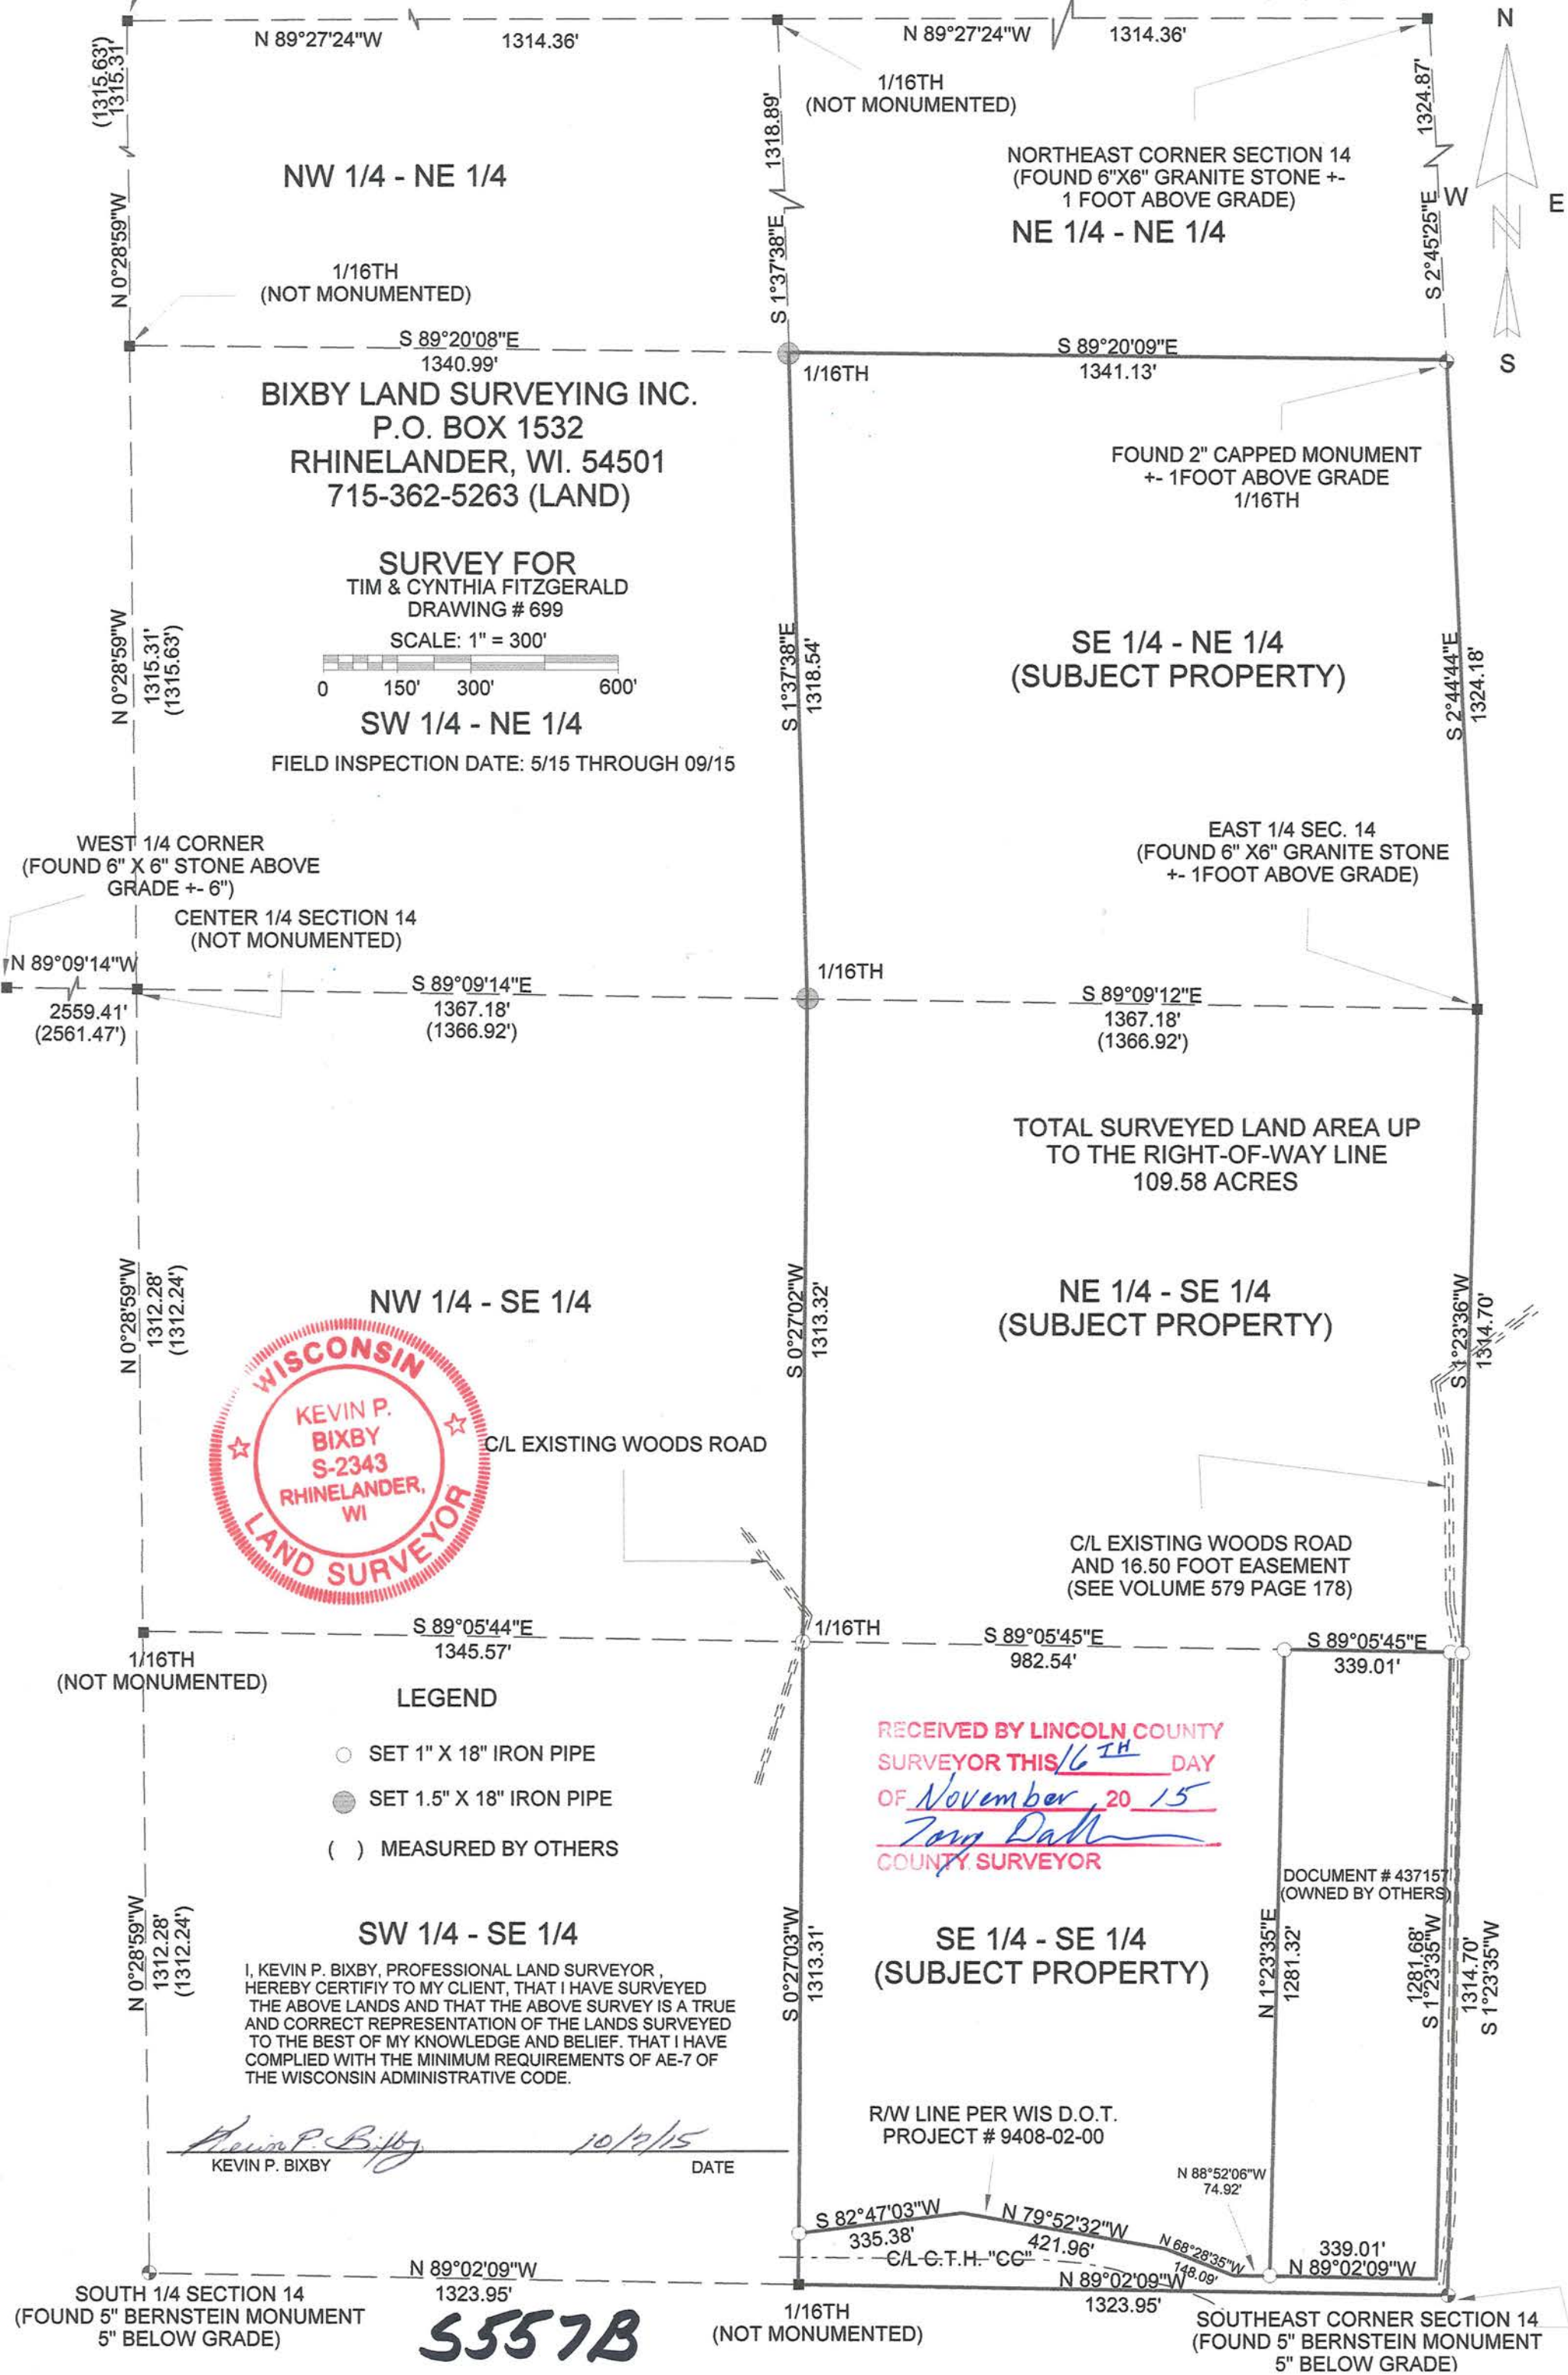 N 89°27'24"W 1314.36'
N 89°27'24"W 1314.36'
N
W
E
S
(1315.63')
1315.31'
N 0°28'59"W
1318.89'
S 1°37'38"E
1324.87'
S 2°45'25"E
1/16TH
(NOT MONUMENTED)
NORTHEAST CORNER SECTION 14
(FOUND 6"X6" GRANITE STONE +-
1 FOOT ABOVE GRADE)
NW 1/4 - NE 1/4
NE 1/4 - NE 1/4
1/16TH
(NOT MONUMENTED)
S 89°20'08"E
1340.99'
1/16TH
S 89°20'09"E
1341.13'
BIXBY LAND SURVEYING INC.
P.O. BOX 1532
RHINELANDER, WI. 54501
715-362-5263 (LAND)
FOUND 2" CAPPED MONUMENT
+- 1FOOT ABOVE GRADE
1/16TH
SURVEY FOR
TIM & CYNTHIA FITZGERALD
DRAWING # 699
SCALE: 1" = 300'
0 150' 300' 600'
SW 1/4 - NE 1/4
FIELD INSPECTION DATE: 5/15 THROUGH 09/15
N 0°28'59"W
1315.31'
(1315.63')
S 1°37'38"E
1318.54'
SE 1/4 - NE 1/4
(SUBJECT PROPERTY)
S 2°44'44"E
1324.18'
WEST 1/4 CORNER
(FOUND 6" X 6" STONE ABOVE
GRADE +- 6")
CENTER 1/4 SECTION 14
(NOT MONUMENTED)
EAST 1/4 SEC. 14
(FOUND 6" X6" GRANITE STONE
+- 1FOOT ABOVE GRADE)
N 89°09'14"W
2559.41'
(2561.47')
S 89°09'14"E
1367.18'
(1366.92')
1/16TH
S 89°09'12"E
1367.18'
(1366.92')
TOTAL SURVEYED LAND AREA UP
TO THE RIGHT-OF-WAY LINE
109.58 ACRES
N 0°28'59"W
1312.28'
(1312.24')
NW 1/4 - SE 1/4
S 0°27'02"W
1313.32'
NE 1/4 - SE 1/4
(SUBJECT PROPERTY)
S 1°23'36"W
1314.70'
WISCONSIN
KEVIN P.
BIXBY
S-2343
RHINELANDER,
WI
LAND SURVEYOR
C/L EXISTING WOODS ROAD
C/L EXISTING WOODS ROAD
AND 16.50 FOOT EASEMENT
(SEE VOLUME 579 PAGE 178)
1/16TH
(NOT MONUMENTED)
S 89°05'44"E
1345.57'
1/16TH
S 89°05'45"E
982.54'
S 89°05'45"E
339.01'
LEGEND
SET 1" X 18" IRON PIPE
SET 1.5" X 18" IRON PIPE
( ) MEASURED BY OTHERS
RECEIVED BY LINCOLN COUNTY
SURVEYOR THIS 16TH DAY
OF November 20 15
COUNTY SURVEYOR
DOCUMENT # 437157
(OWNED BY OTHERS)
N 0°28'59"W
1312.28'
(1312.24')
SW 1/4 - SE 1/4
S 0°27'03"W
1313.31'
SE 1/4 - SE 1/4
(SUBJECT PROPERTY)
N 1°23'35"E
1281.32'
1281.68'
S 1°23'35"W
1314.70'
S 1°23'35"W
I, KEVIN P. BIXBY, PROFESSIONAL LAND SURVEYOR ,
HEREBY CERTIFIY TO MY CLIENT, THAT I HAVE SURVEYED
THE ABOVE LANDS AND THAT THE ABOVE SURVEY IS A TRUE
AND CORRECT REPRESENTATION OF THE LANDS SURVEYED
TO THE BEST OF MY KNOWLEDGE AND BELIEF. THAT I HAVE
COMPLIED WITH THE MINIMUM REQUIREMENTS OF AE-7 OF
THE WISCONSIN ADMINISTRATIVE CODE.
Kevin P. Bixby
KEVIN P. BIXBY DATE
R/W LINE PER WIS D.O.T.
PROJECT # 9408-02-00
N 88°52'06"W
74.92'
S 82°47'03"W
335.38'
N 79°52'32"W
421.96'
N 68°28'35"W
148.09'
C/L C.T.H. "CC"
339.01'
N 89°02'09"W
N 89°02'09"W
1323.95'
N 89°02'09"W
1323.95'
SOUTH 1/4 SECTION 14
(FOUND 5" BERNSTEIN MONUMENT
5" BELOW GRADE)
S557B
1/16TH
(NOT MONUMENTED)
SOUTHEAST CORNER SECTION 14
(FOUND 5" BERNSTEIN MONUMENT
5" BELOW GRADE)